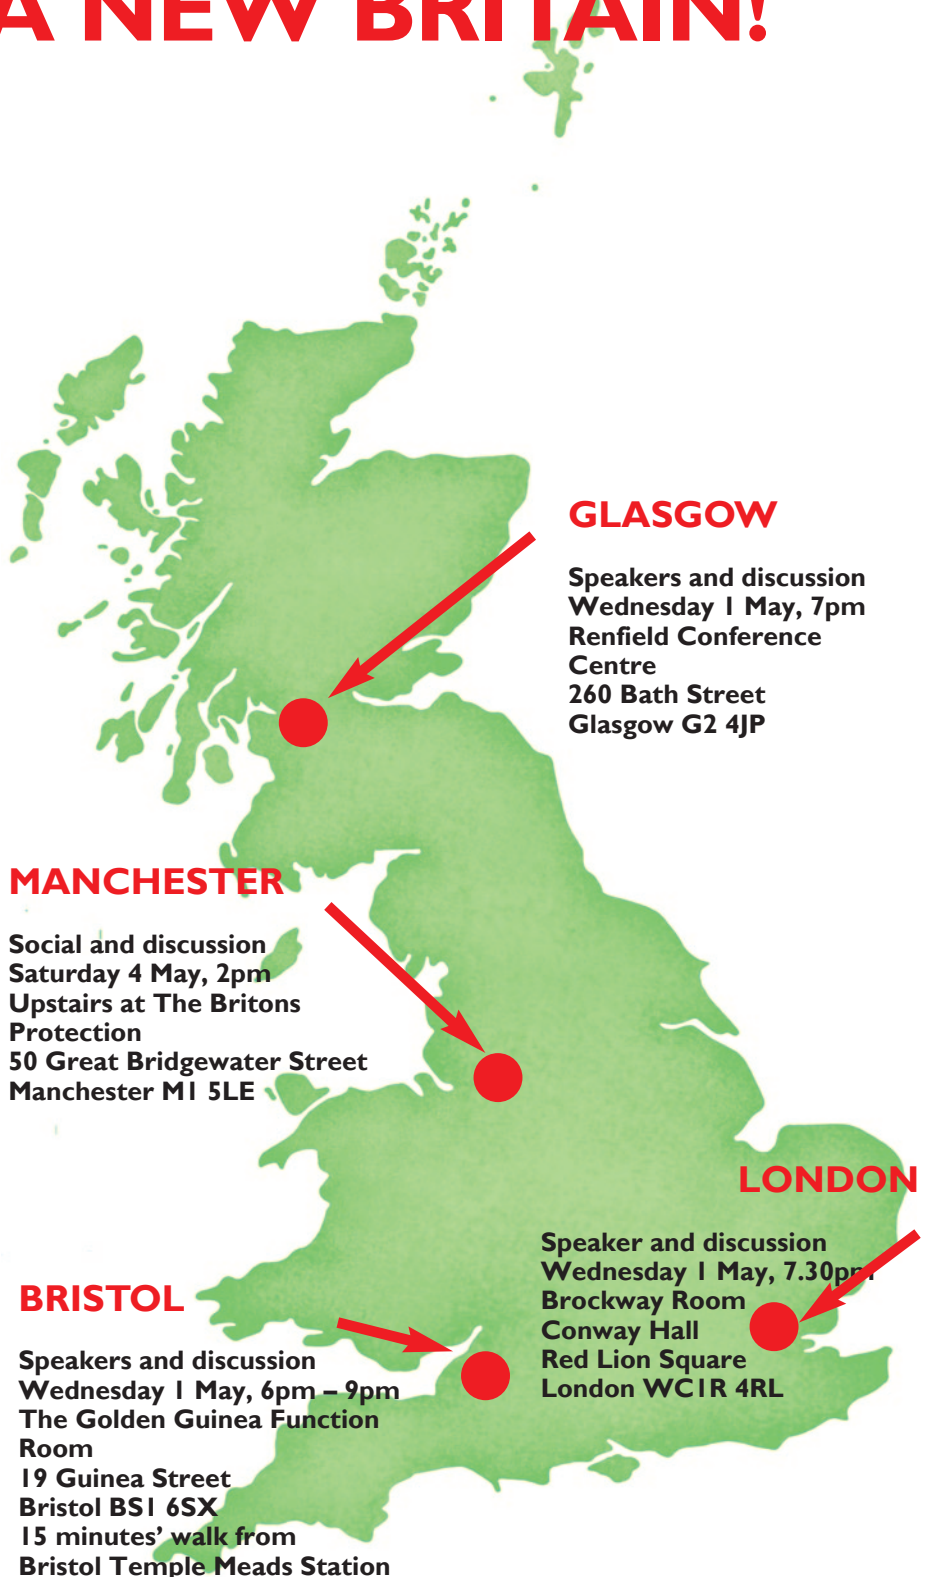 A NEW BRITAIN!
GLASGOW
Speakers and discussion
Wednesday 1 May, 7pm
Renfield Conference
Centre
260 Bath Street
Glasgow G2 4JP
MANCHESTER
Social and discussion
Saturday 4 May, 2pm
Upstairs at The Britons
Protection
50 Great Bridgewater Street
Manchester M1 5LE
LONDON
Speaker and discussion
Wednesday 1 May, 7.30pm
Brockway Room
Conway Hall
Red Lion Square
London WC1R 4RL
BRISTOL
Speakers and discussion
Wednesday 1 May, 6pm – 9pm
The Golden Guinea Function
Room
19 Guinea Street
Bristol BS1 6SX
15 minutes’ walk from
Bristol Temple Meads Station